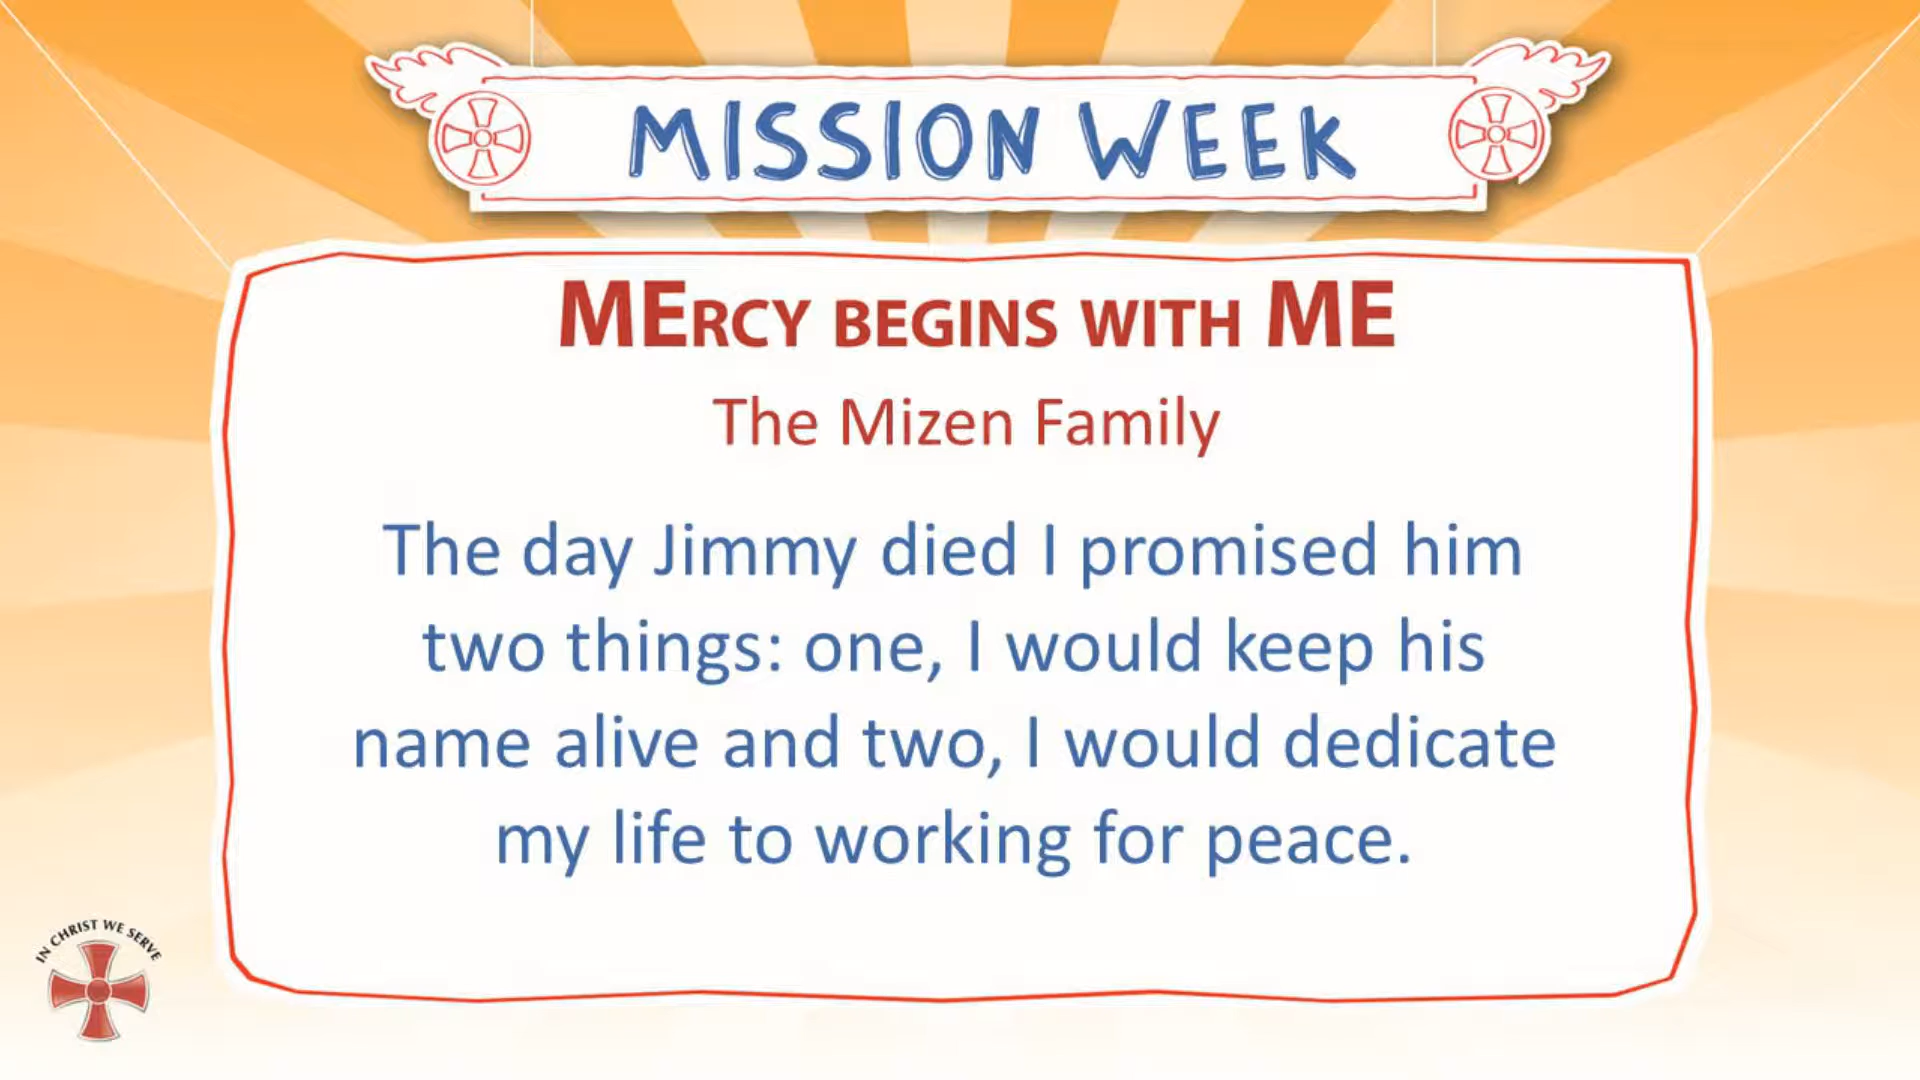 MISSION WEEK
MERCY BEGINS WITH ME
The Mizen Family
The day Jimmy died I promised him
two things: one, I would keep his
name alive and two, I would dedicate
my life to working for peace.
IN CHRIST WE SERVE